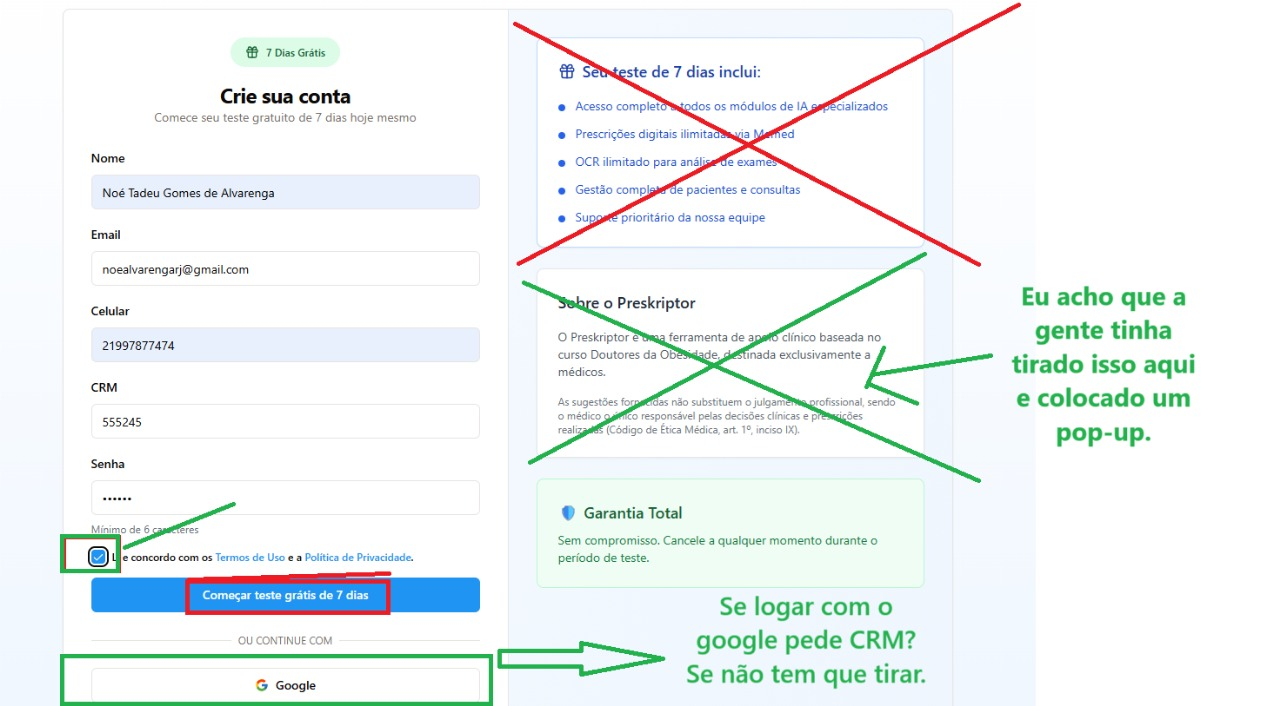 7 Dias Grátis
Crie sua conta
Comece seu teste gratuito de 7 dias hoje mesmo
Nome
Noé Tadeu Gomes de Alvarenga
Email
noealvarengarj@gmail.com
Celular
21997877474
CRM
555245
Senha
••••••
Mínimo de 6 caracteres
Li e concordo com os Termos de Uso e a Política de Privacidade.
Começar teste grátis de 7 dias
OU CONTINUE COM
Google
Seu teste de 7 dias inclui:
Acesso completo a todos os módulos de IA especializados
Prescrições digitais ilimitadas via Memed
OCR ilimitado para análise de exames
Gestão completa de pacientes e consultas
Suporte prioritário da nossa equipe
Sobre o Preskriptor
O Preskriptor é uma ferramenta de apoio clínico baseada no
curso Doutores da Obesidade, destinada exclusivamente a
médicos.
As sugestões fornecidas não substituem o julgamento profissional, sendo
o médico o único responsável pelas decisões clínicas e prescrições
realizadas (Código de Ética Médica, art. 1º, inciso IX).
Garantia Total
Sem compromisso. Cancele a qualquer momento durante o
período de teste.
Eu acho que a
gente tinha
tirado isso aqui
e colocado um
pop-up.
Se logar com o
google pede CRM?
Se não tem que tirar.